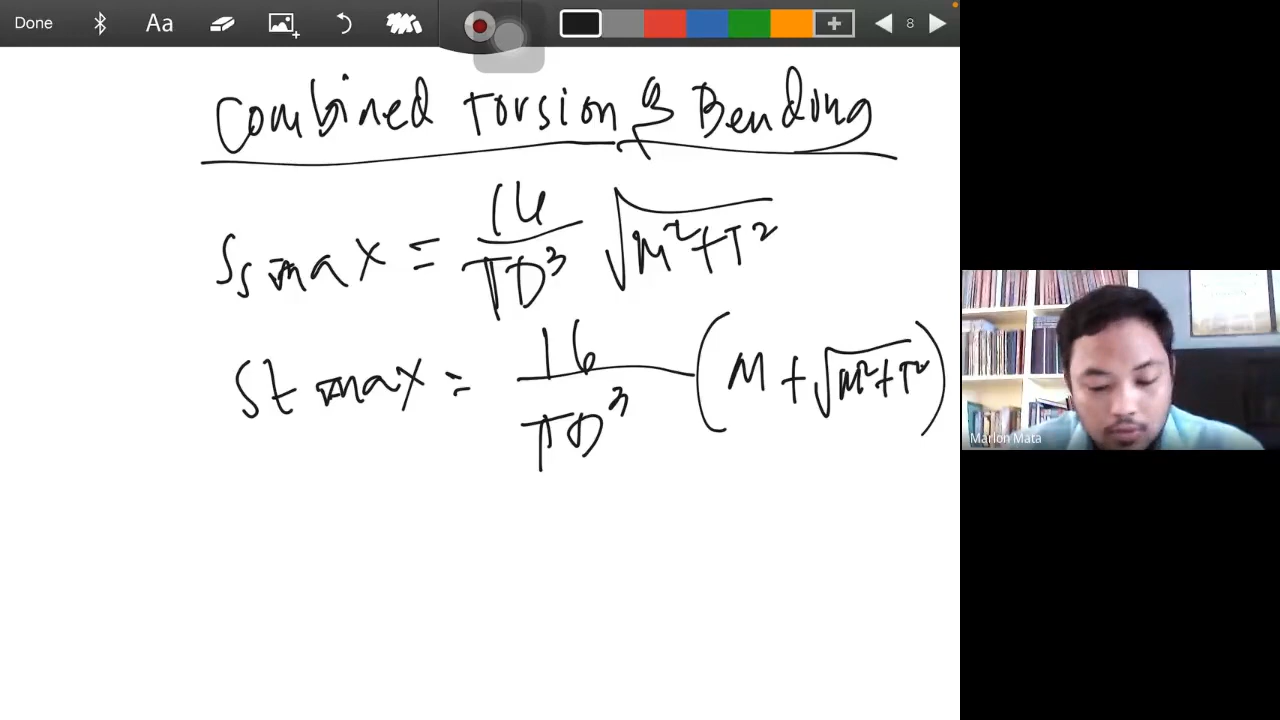 Done Aa 8
Combined Torsion & Bending
Ss max = 16/πD³ √M²+T²
St max = 16/πD³ (M + √M²+T²)
Marlon Mata